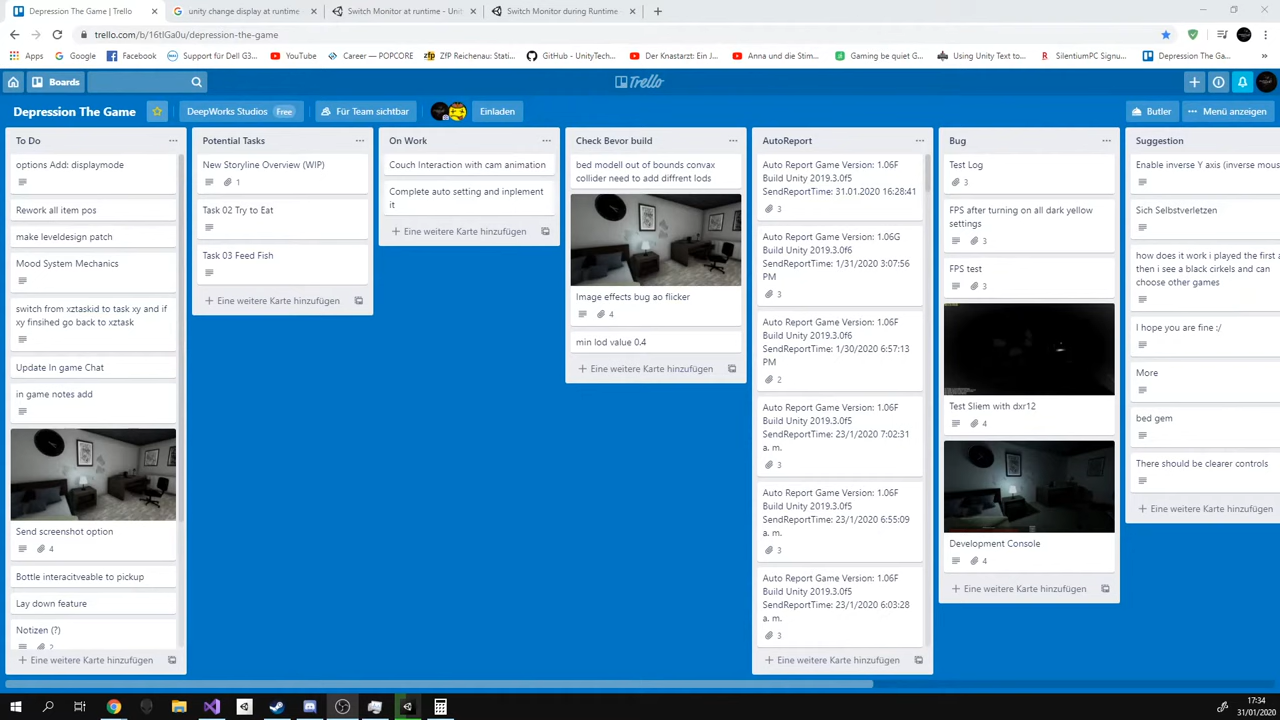 Depression The Game | Trello
unity change display at runtime
Switch Monitor at runtime - Unit
Switch Monitor during Runtime
trello.com/b/16tIGa0u/depression-the-game
Apps
Google
Facebook
Support für Dell G3...
YouTube
Career — POPCORE
ZfP Reichenau: Stati...
GitHub - UnityTech...
Der Knastarzt: Ein J...
Anna und die Stim...
Gaming be quiet G...
Using Unity Text to...
SilentiumPC Signu...
Depression The Ga...
Boards
Trello
Depression The Game
DeepWorks Studios
Free
Für Team sichtbar
Einladen
Butler
Menü anzeigen
To Do
options Add: displaymode
Rework all item pos
make leveldesign patch
Mood System Mechanics
switch from xztaskid to task xy and if
xy finsihed go back to xztask
Update In game Chat
in game notes add
Send screenshot option
4
Bottle interacitveable to pickup
Lay down feature
Notizen (?)
2
Eine weitere Karte hinzufügen
Potential Tasks
New Storyline Overview (WIP)
1
Task 02 Try to Eat
Task 03 Feed Fish
Eine weitere Karte hinzufügen
On Work
Couch Interaction with cam animation
Complete auto setting and inplement
it
Eine weitere Karte hinzufügen
Check Bevor build
bed modell out of bounds convax
collider need to add diffrent lods
Image effects bug ao flicker
4
min lod value 0.4
Eine weitere Karte hinzufügen
AutoReport
Auto Report Game Version: 1.06F
Build Unity 2019.3.0f5
SendReportTime: 31.01.2020 16:28:41
3
Auto Report Game Version: 1.06G
Build Unity 2019.3.0f6
SendReportTime: 1/31/2020 3:07:56
PM
3
Auto Report Game Version: 1.06F
Build Unity 2019.3.0f6
SendReportTime: 1/30/2020 6:57:13
PM
2
Auto Report Game Version: 1.06F
Build Unity 2019.3.0f5
SendReportTime: 23/1/2020 7:02:31
a. m.
3
Auto Report Game Version: 1.06F
Build Unity 2019.3.0f5
SendReportTime: 23/1/2020 6:55:09
a. m.
3
Auto Report Game Version: 1.06F
Build Unity 2019.3.0f5
SendReportTime: 23/1/2020 6:03:28
a. m.
3
Eine weitere Karte hinzufügen
Bug
Test Log
3
FPS after turning on all dark yellow
settings
3
FPS test
3
Test Sliem with dxr12
4
Development Console
4
Eine weitere Karte hinzufügen
Suggestion
Enable inverse Y axis (inverse mous
Sich Selbstverletzen
how does it work i played the first a
then i see a black cirkels and can
choose other games
I hope you are fine :/
More
bed gem
There should be clearer controls
Eine weitere Karte hinzufügen
17:34
31/01/2020